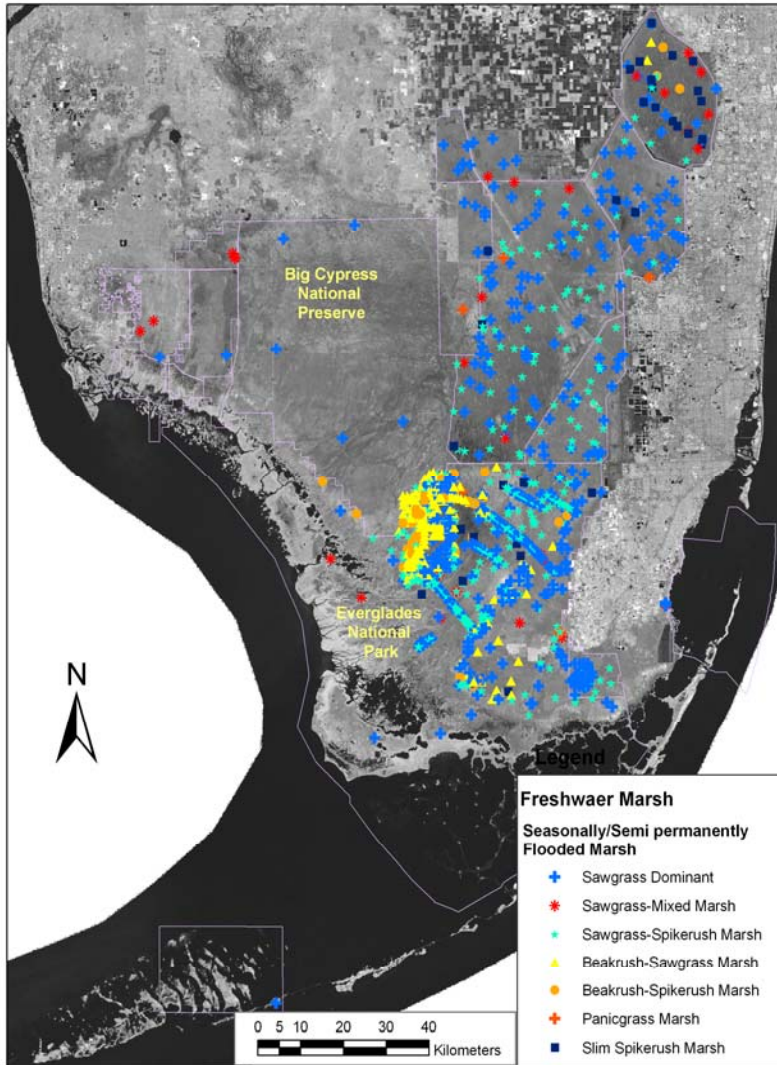 Big Cypress
National
Preserve
Everglades
National
Park
N
Legend
Freshwaer Marsh
Seasonally/Semi permanently
Flooded Marsh
Sawgrass Dominant
Sawgrass-Mixed Marsh
Sawgrass-Spikerush Marsh
Beakrush-Sawgrass Marsh
Beakrush-Spikerush Marsh
Panicgrass Marsh
Slim Spikerush Marsh
0 5 10 20 30 40
Kilometers